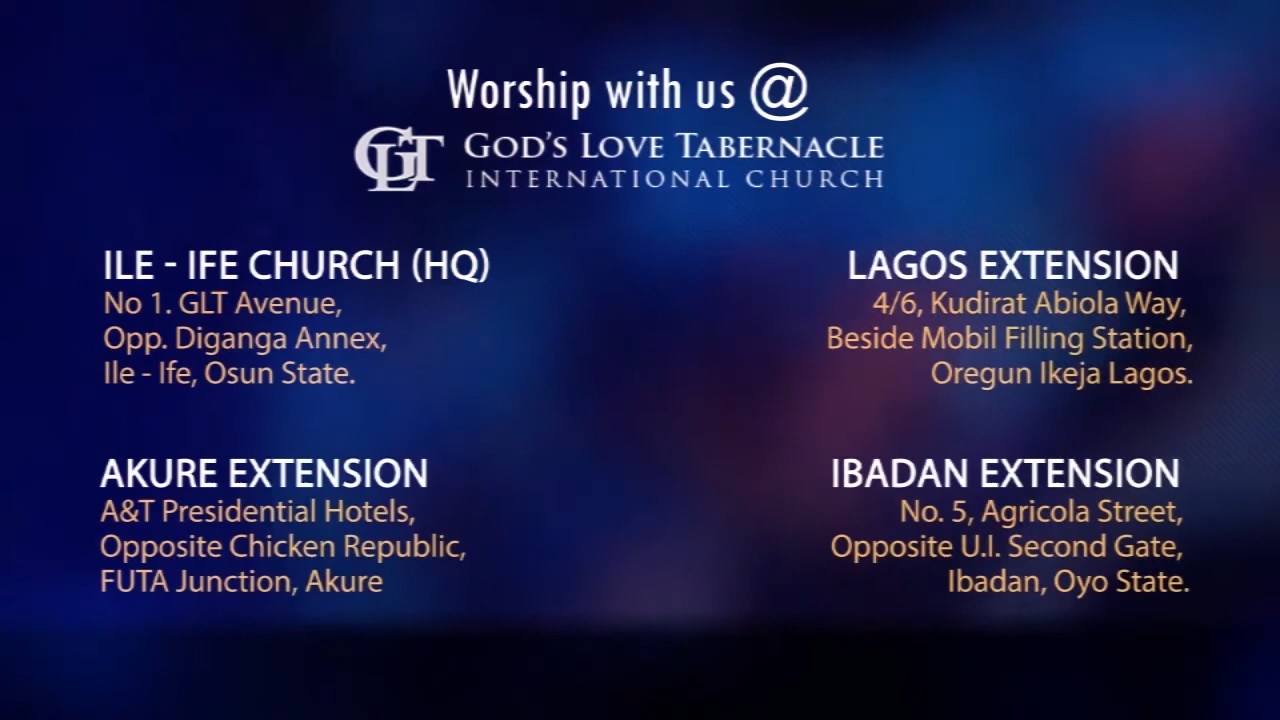 Worship with us @
GLT
GOD'S LOVE TABERNACLE
INTERNATIONAL CHURCH
ILE - IFE CHURCH (HQ)
No 1. GLT Avenue,
Opp. Diganga Annex,
Ile - Ife, Osun State.
LAGOS EXTENSION
4/6, Kudirat Abiola Way,
Beside Mobil Filling Station,
Oregun Ikeja Lagos.
AKURE EXTENSION
A&T Presidential Hotels,
Opposite Chicken Republic,
FUTA Junction, Akure
IBADAN EXTENSION
No. 5, Agricola Street,
Opposite U.I. Second Gate,
Ibadan, Oyo State.